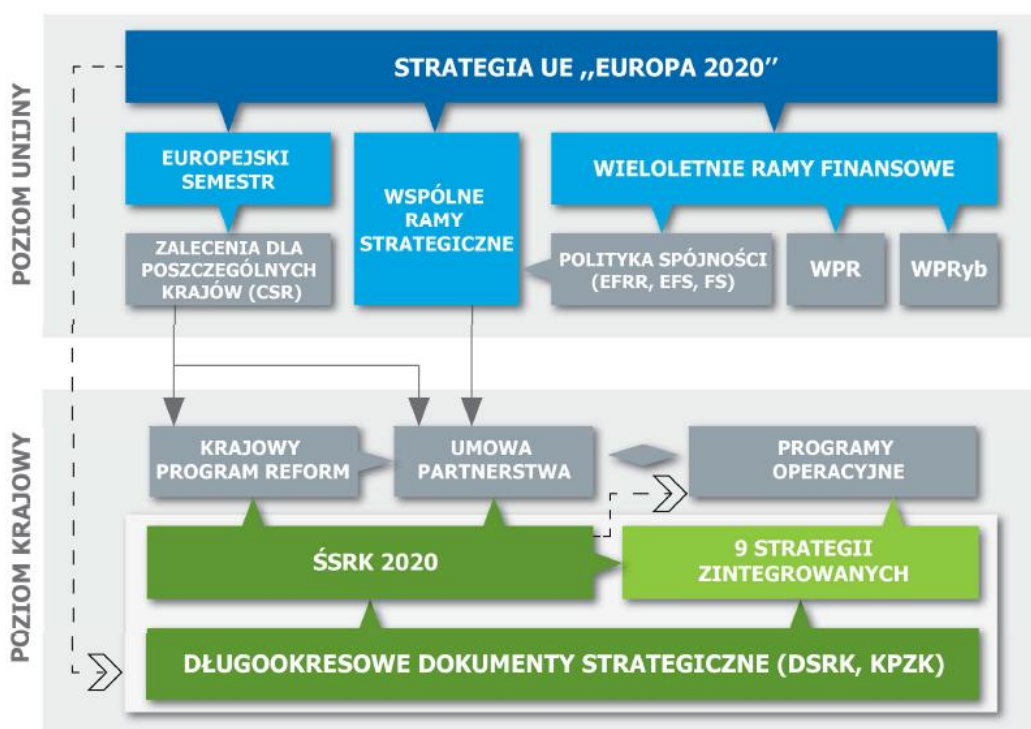 POZIOM UNIJNY
STRATEGIA UE ,,EUROPA 2020”
EUROPEJSKI
SEMESTR
WSPÓLNE
RAMY
STRATEGICZNE
WIELOLETNIE RAMY FINANSOWE
ZALECENIA DLA
POSZCZEGÓLNYCH
KRAJÓW (CSR)
POLITYKA SPÓJNOŚCI
(EFRR, EFS, FS)
WPR
WPRyb
POZIOM KRAJOWY
KRAJOWY
PROGRAM REFORM
UMOWA
PARTNERSTWA
PROGRAMY
OPERACYJNE
ŚSRK 2020
9 STRATEGII
ZINTEGROWANYCH
DŁUGOOKRESOWE DOKUMENTY STRATEGICZNE (DSRK, KPZK)